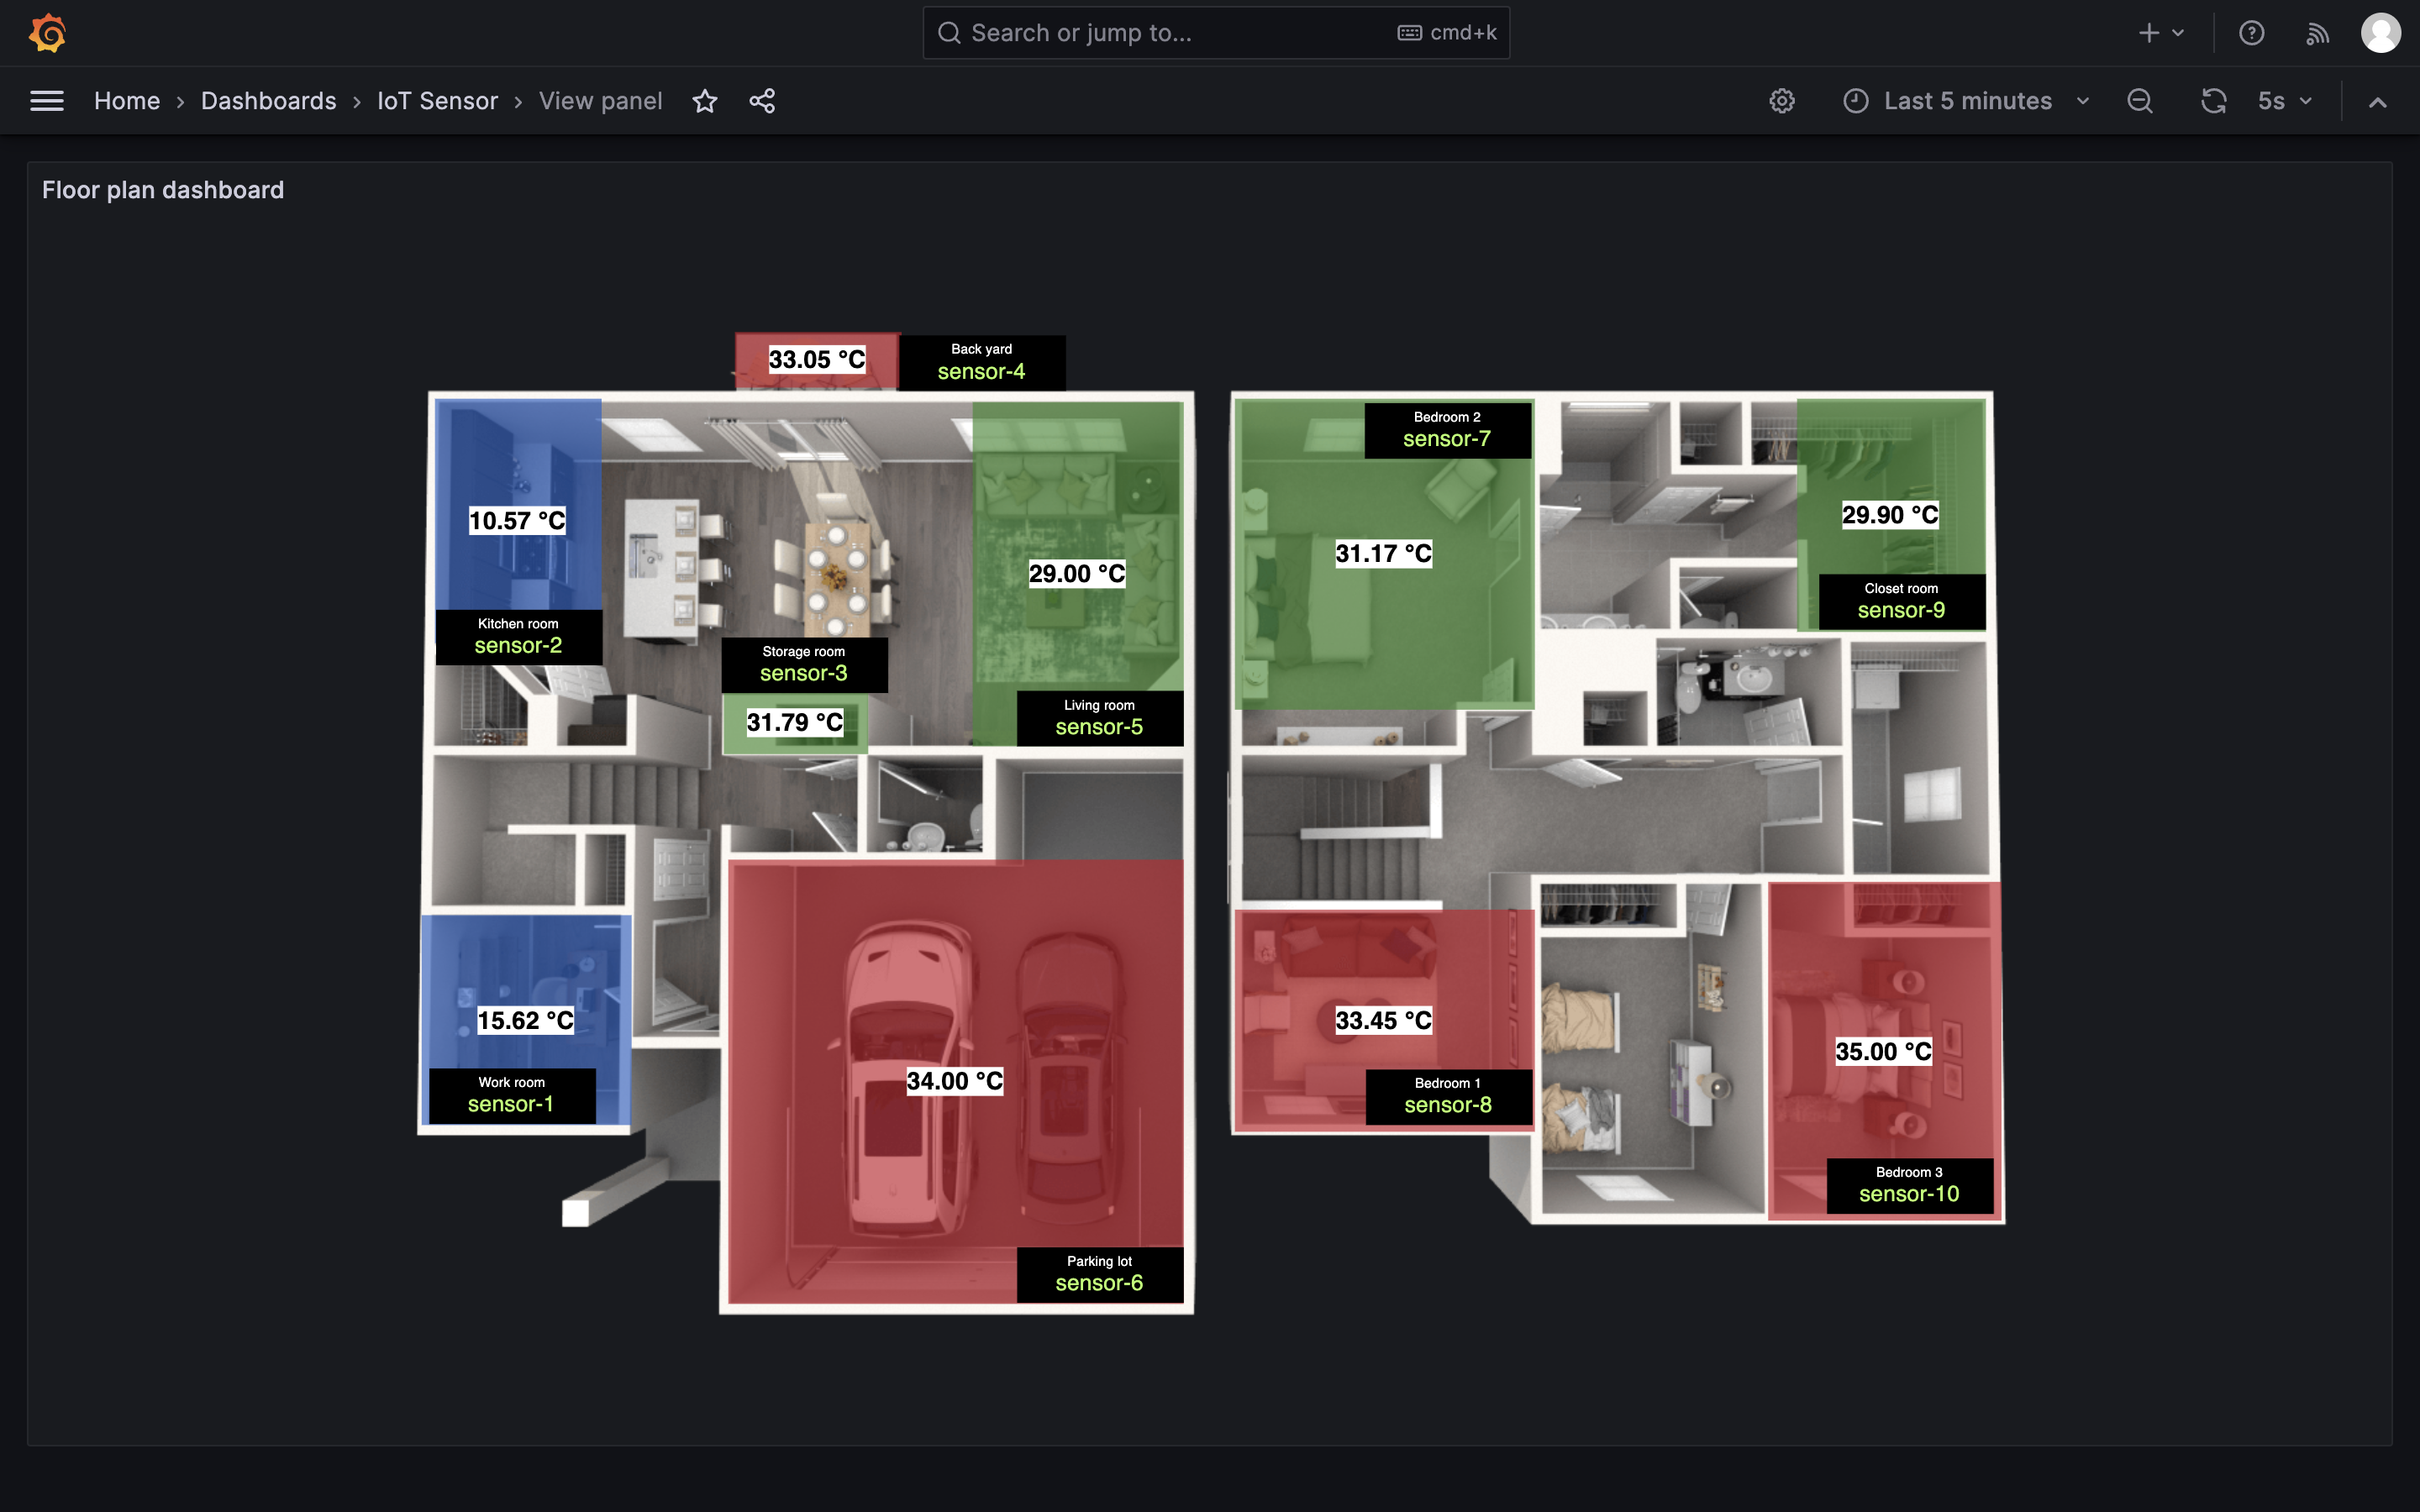 Search or jump to...
cmd+k
Home
Dashboards
IoT Sensor
View panel
Last 5 minutes
5s
Floor plan dashboard
33.05 °C
Back yard
sensor-4
10.57 °C
Kitchen room
sensor-2
Storage room
sensor-3
31.79 °C
29.00 °C
Living room
sensor-5
15.62 °C
Work room
sensor-1
34.00 °C
Parking lot
sensor-6
Bedroom 2
sensor-7
31.17 °C
29.90 °C
Closet room
sensor-9
33.45 °C
Bedroom 1
sensor-8
35.00 °C
Bedroom 3
sensor-10